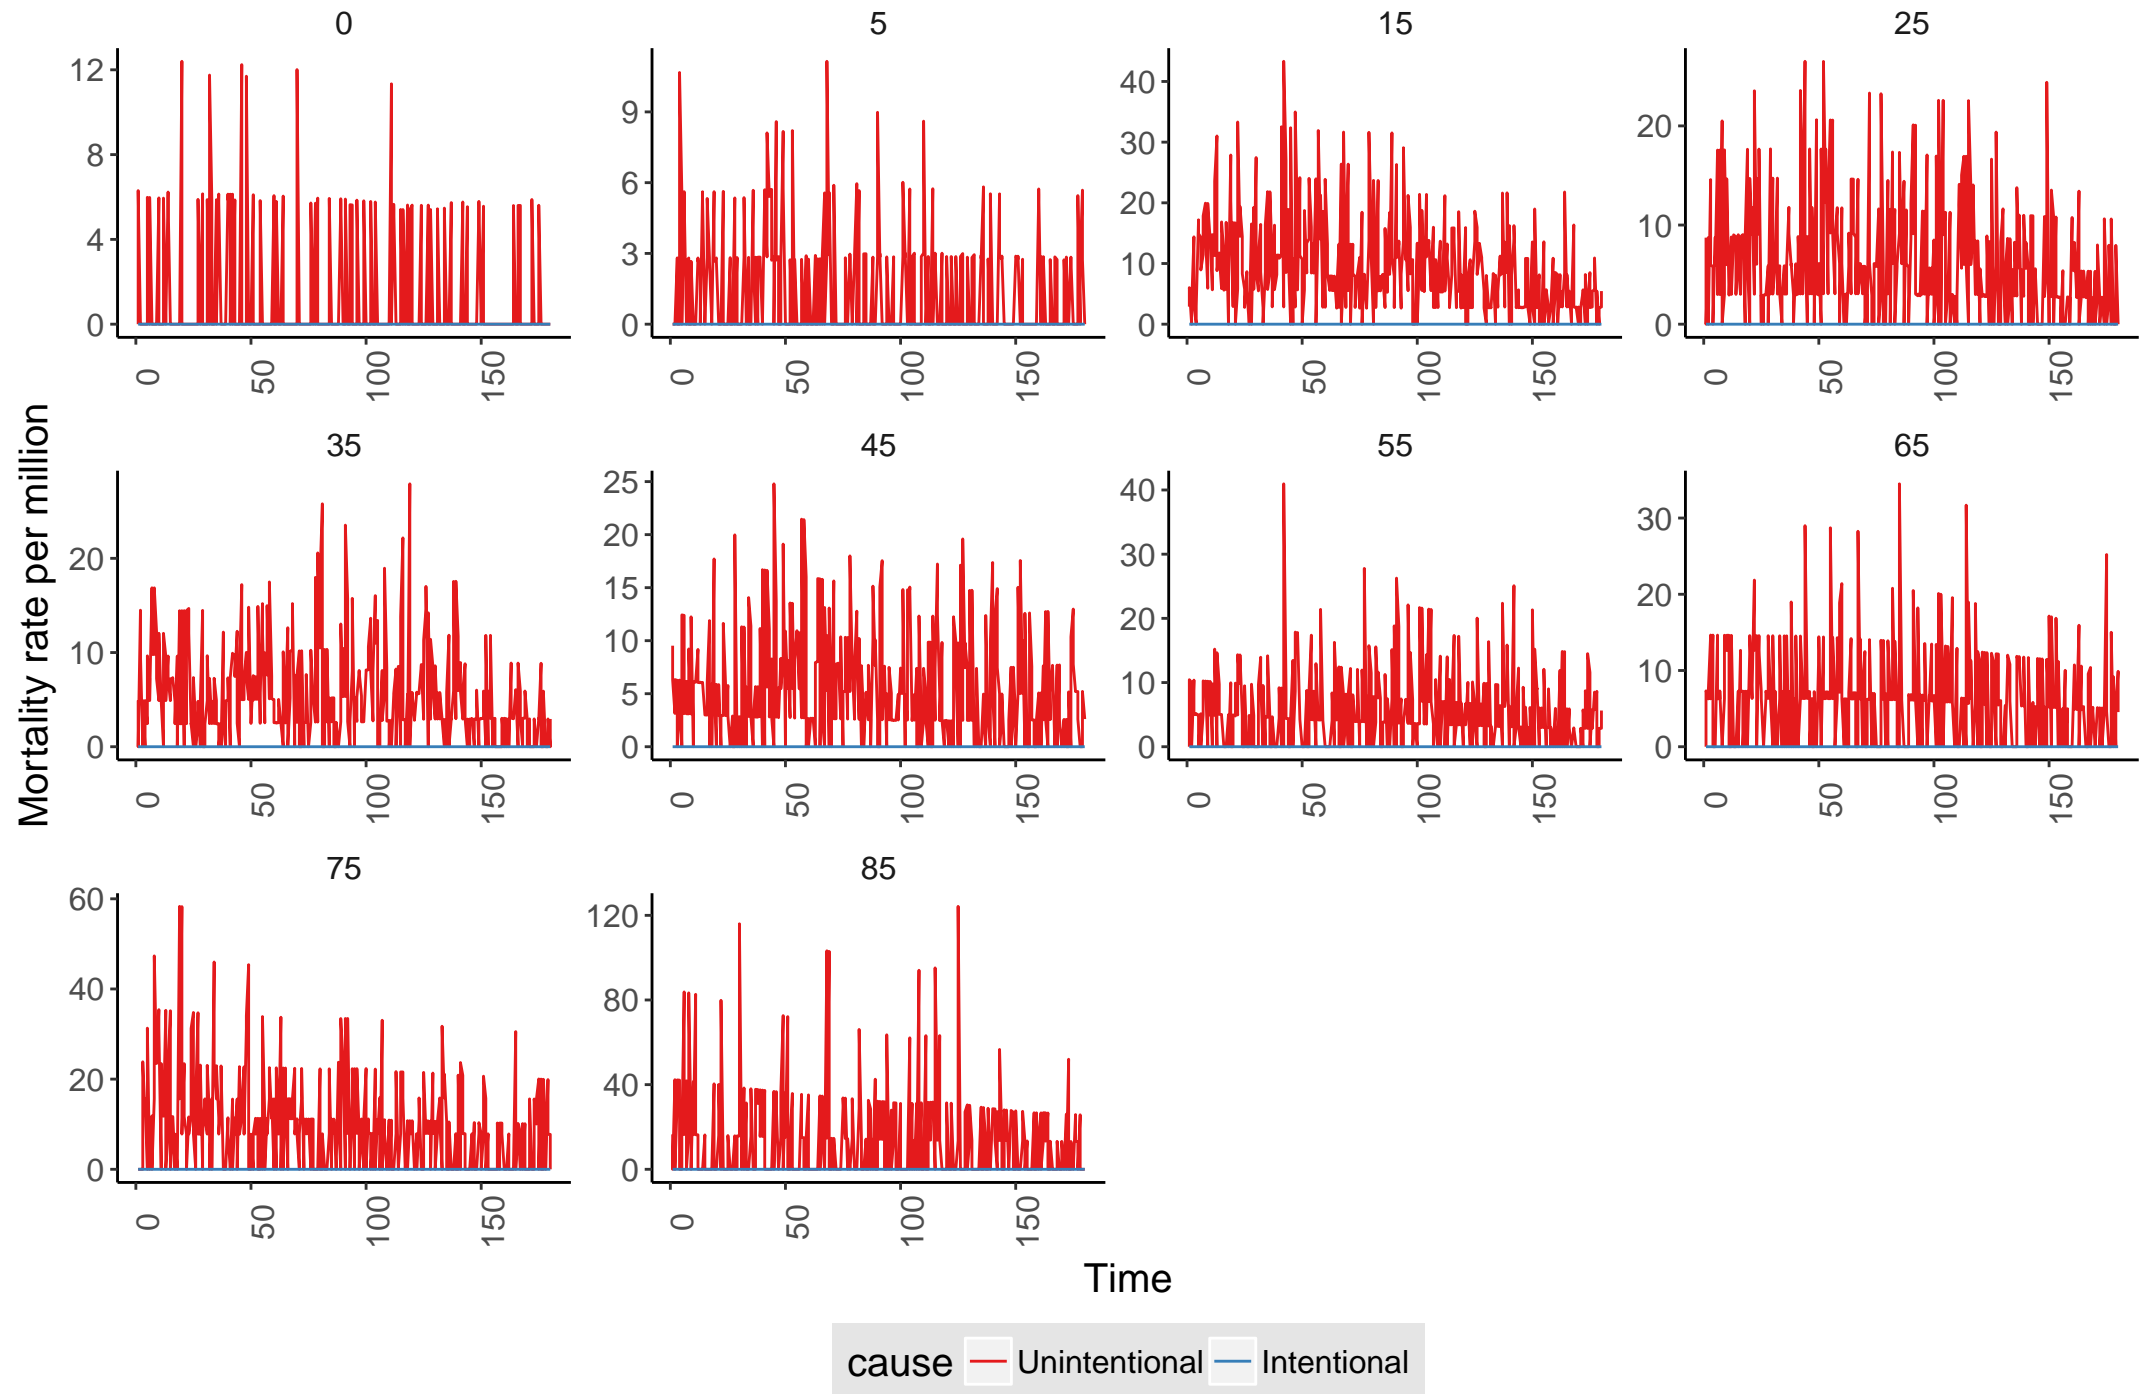 0 5 15 25
12 8 4 0
9 6 3 0
40 30 20 10 0
20 10 0
0 50 100 150
0 50 100 150
0 50 100 150
0 50 100 150
Mortality rate per million
35 45 55 65
20 10 0
25 20 15 10 5 0
40 30 20 10 0
30 20 10 0
0 50 100 150
0 50 100 150
0 50 100 150
0 50 100 150
75 85
60 40 20 0
120 80 40 0
0 50 100 150
0 50 100 150
Time
cause Unintentional Intentional